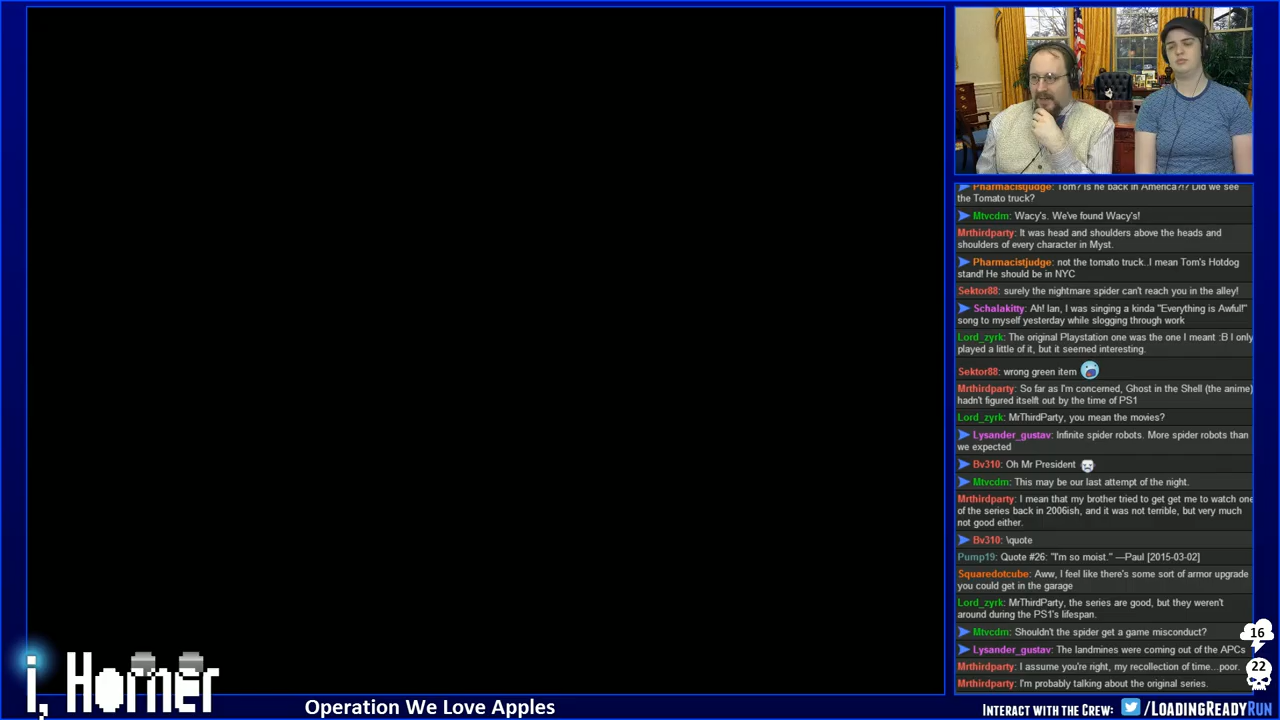 Pharmacistjudge: Tom? Is he back in America?!? Did we see
the Tomato truck?
Mtvcdm: Wacy's. We've found Wacy's!
Mrthirdparty: It was head and shoulders above the heads and
shoulders of every character in Myst.
Pharmacistjudge: not the tomato truck..I mean Tom's Hotdog
stand! He should be in NYC
Sektor88: surely the nightmare spider can't reach you in the alley!
Schalakitty: Ah! Ian, I was singing a kinda "Everything is Awful!"
song to myself yesterday while slogging through work
Lord_zyrk: The original Playstation one was the one I meant :B I only
played a little of it, but it seemed interesting.
Sektor88: wrong green item
Mrthirdparty: So far as I'm concerned, Ghost in the Shell (the anime)
hadn't figured itselft out by the time of PS1
Lord_zyrk: MrThirdParty, you mean the movies?
Lysander_gustav: Infinite spider robots. More spider robots than
we expected
Bv310: Oh Mr President
Mtvcdm: This may be our last attempt of the night.
Mrthirdparty: I mean that my brother tried to get get me to watch one
of the series back in 2006ish, and it was not terrible, but very much
not good either.
Bv310: \quote
Pump19: Quote #26: "I'm so moist." —Paul [2015-03-02]
Squaredotcube: Aww, I feel like there's some sort of armor upgrade
you could get in the garage
Lord_zyrk: MrThirdParty, the series are good, but they weren't
around during the PS1's lifespan.
Mtvcdm: Shouldn't the spider get a game misconduct?
Lysander_gustav: The landmines were coming out of the APCs
Mrthirdparty: I assume you're right, my recollection of time...poor.
Mrthirdparty: I'm probably talking about the original series.
16
22
i, Horner
Operation We Love Apples
Interact with the Crew: /LoadingReadyRun